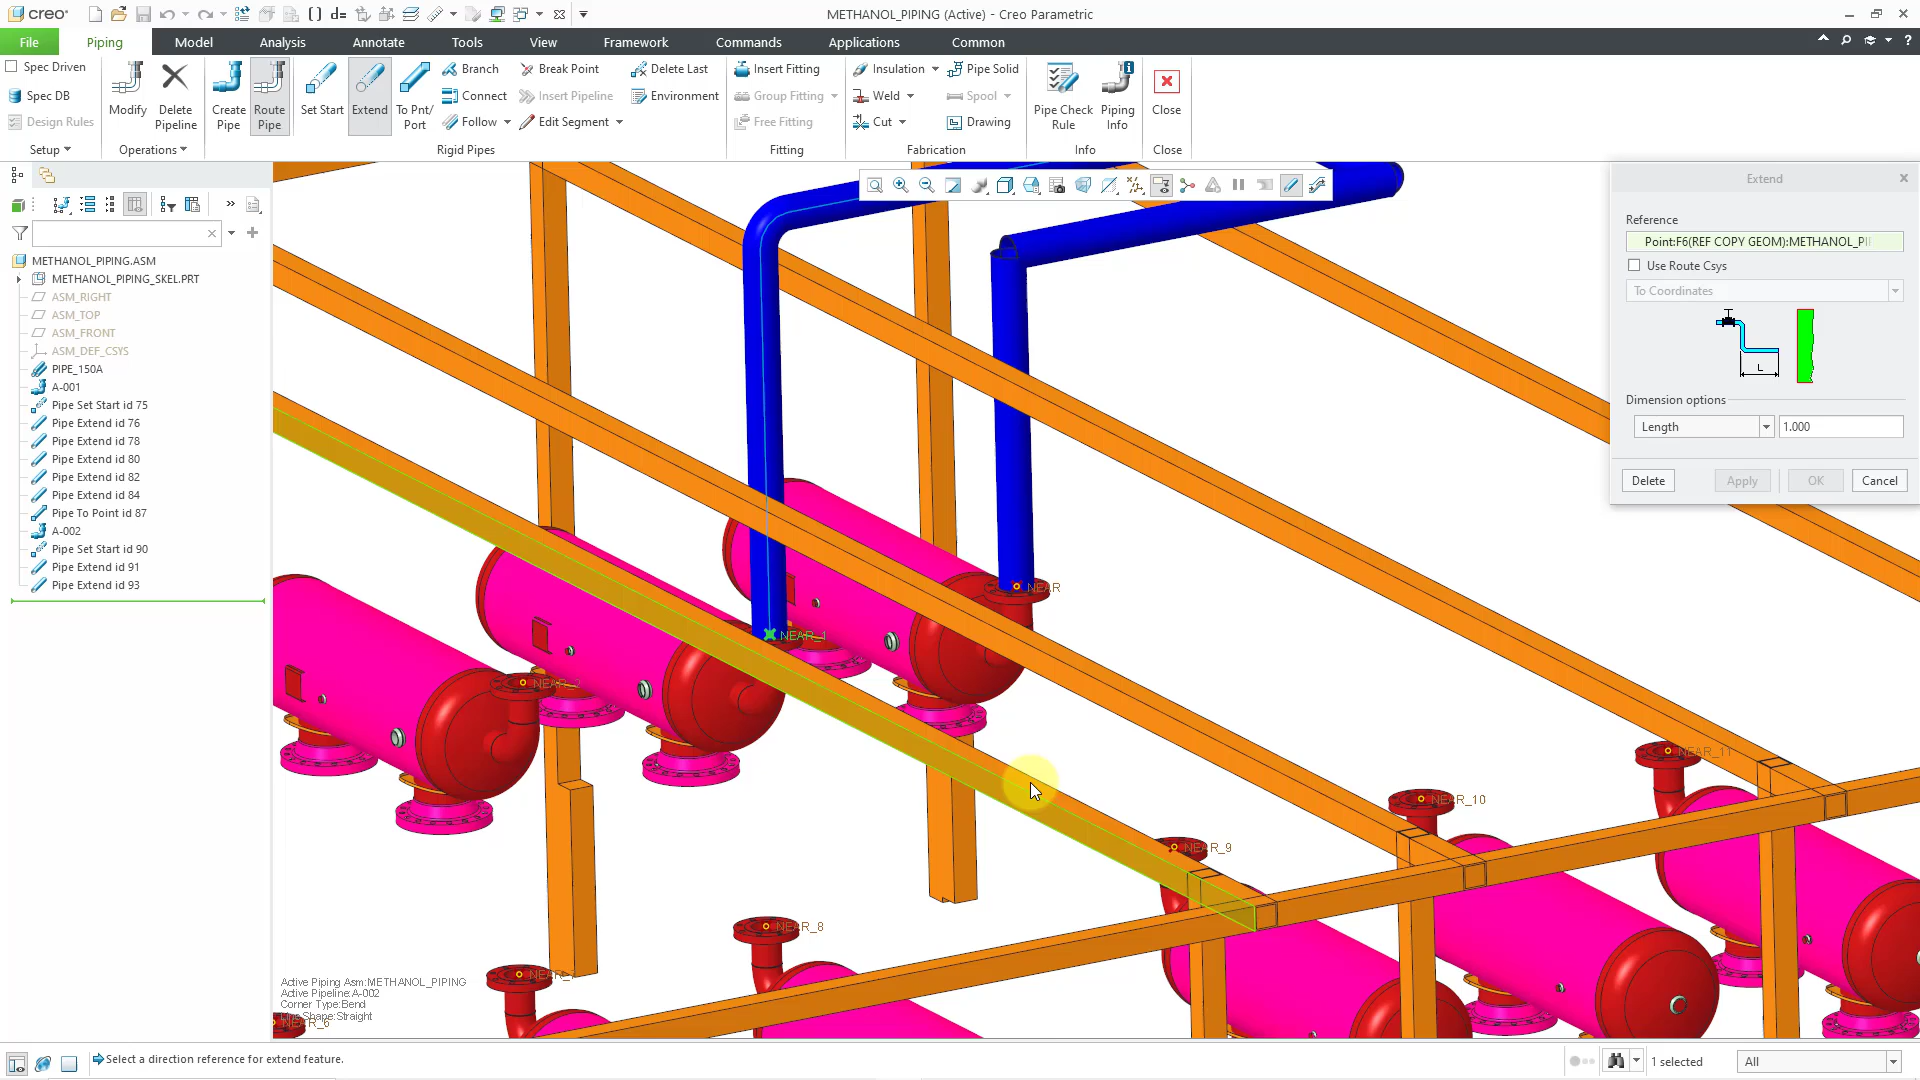 creo
METHANOL_PIPING (Active) - Creo Parametric
File
Piping
Model
Analysis
Annotate
Tools
View
Framework
Commands
Applications
Common
Spec Driven
Spec DB
Design Rules
Setup
Modify
Delete Pipeline
Operations
Create Pipe
Route Pipe
Set Start
Extend
To Pnt/ Port
Branch
Connect
Follow
Break Point
Insert Pipeline
Edit Segment
Delete Last
Environment
Rigid Pipes
Insert Fitting
Group Fitting
Free Fitting
Fitting
Insulation
Weld
Cut
Pipe Solid
Spool
Drawing
Fabrication
Pipe Check Rule
Piping Info
Info
Close
Close
METHANOL_PIPING.ASM
METHANOL_PIPING_SKEL.PRT
ASM_RIGHT
ASM_TOP
ASM_FRONT
ASM_DEF_CSYS
PIPE_150A
A-001
Pipe Set Start id 75
Pipe Extend id 76
Pipe Extend id 78
Pipe Extend id 80
Pipe Extend id 82
Pipe Extend id 84
Pipe To Point id 87
A-002
Pipe Set Start id 90
Pipe Extend id 91
Pipe Extend id 93
NEAR
NEAR_1
NEAR_2
NEAR_11
NEAR_10
NEAR_9
NEAR_8
NEAR_6
Active Piping Asm:METHANOL_PIPING
Active Pipeline:A-002
Corner Type:Bend
Line Shape:Straight
Extend
Reference
Point:F6(REF COPY GEOM):METHANOL_PI
Use Route Csys
To Coordinates
L
Dimension options
Length
1.000
Delete
Apply
OK
Cancel
Select a direction reference for extend feature.
1 selected
All